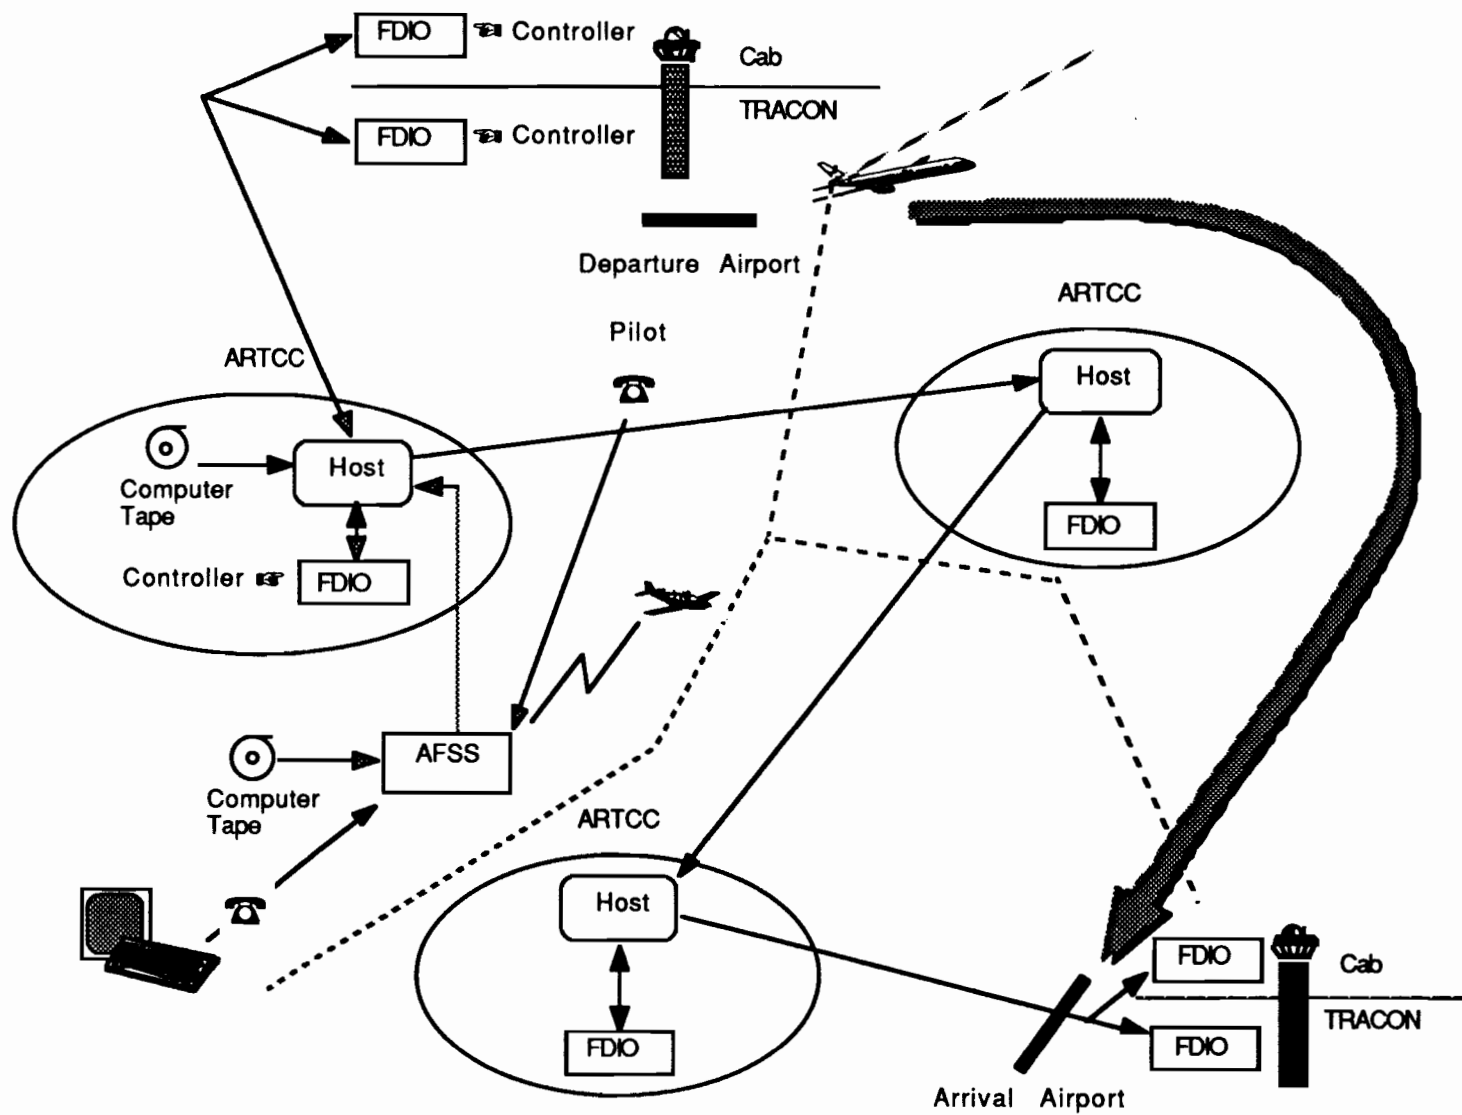 FDIO
Controller
Cab
TRACON
FDIO
Controller
Departure Airport
ARTCC
Pilot
ARTCC
Host
Host
Computer
Tape
FDIO
Controller
FDIO
AFSS
Computer
Tape
ARTCC
Host
FDIO
Cab
TRACON
FDIO
FDIO
Arrival Airport